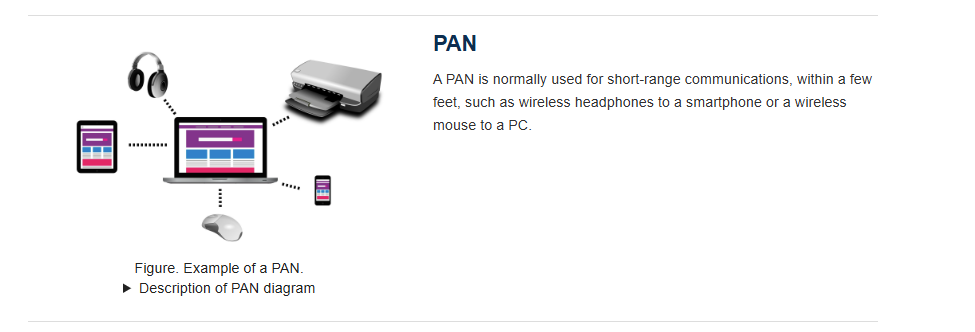 PAN
A PAN is normally used for short-range communications, within a few
feet, such as wireless headphones to a smartphone or a wireless
mouse to a PC.
Figure. Example of a PAN.
▶ Description of PAN diagram